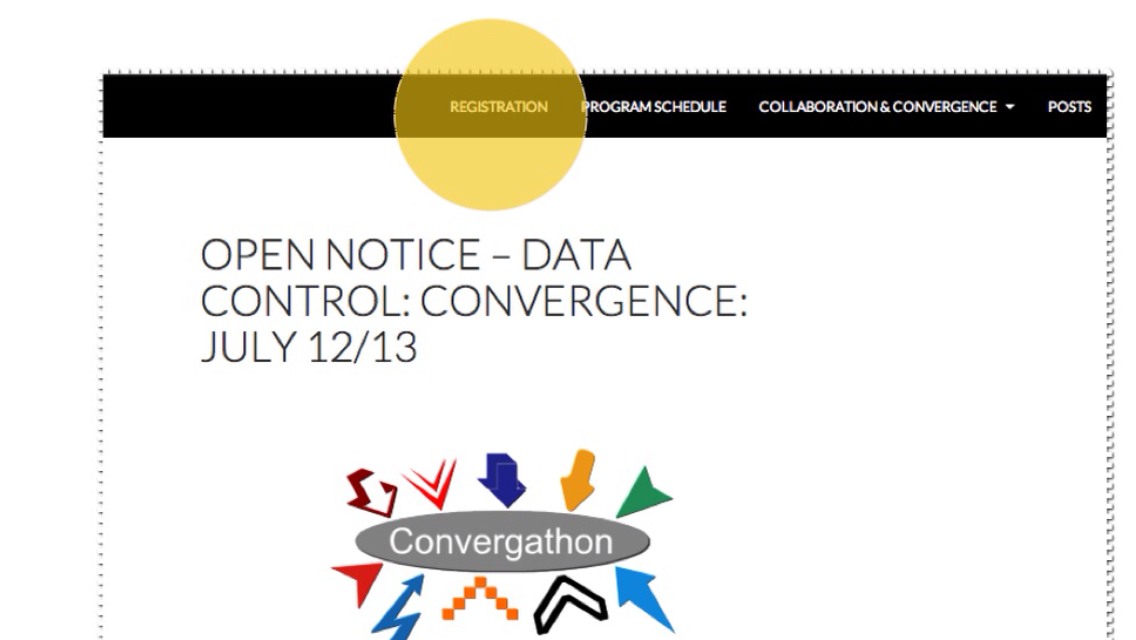 REGISTRATION PROGRAM SCHEDULE COLLABORATION & CONVERGENCE POSTS
OPEN NOTICE – DATA
CONTROL: CONVERGENCE:
JULY 12/13
Convergathon